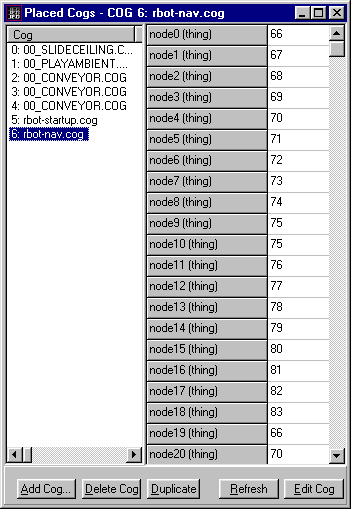 Placed Cogs - COG 6: rbot-nav.cog
Cog
0: 00_SLIDECEILING.C...
1: 00_PLAYAMBIENT....
2: 00_CONVEYOR.COG
3: 00_CONVEYOR.COG
4: 00_CONVEYOR.COG
5: rbot-startup.cog
6: rbot-nav.cog
node0 (thing) 66
node1 (thing) 67
node2 (thing) 68
node3 (thing) 69
node4 (thing) 70
node5 (thing) 71
node6 (thing) 72
node7 (thing) 73
node8 (thing) 74
node9 (thing) 75
node10 (thing) 75
node11 (thing) 76
node12 (thing) 77
node13 (thing) 78
node14 (thing) 79
node15 (thing) 80
node16 (thing) 81
node17 (thing) 82
node18 (thing) 83
node19 (thing) 66
node20 (thing) 70
Add Cog... Delete Cog Duplicate Refresh Edit Cog